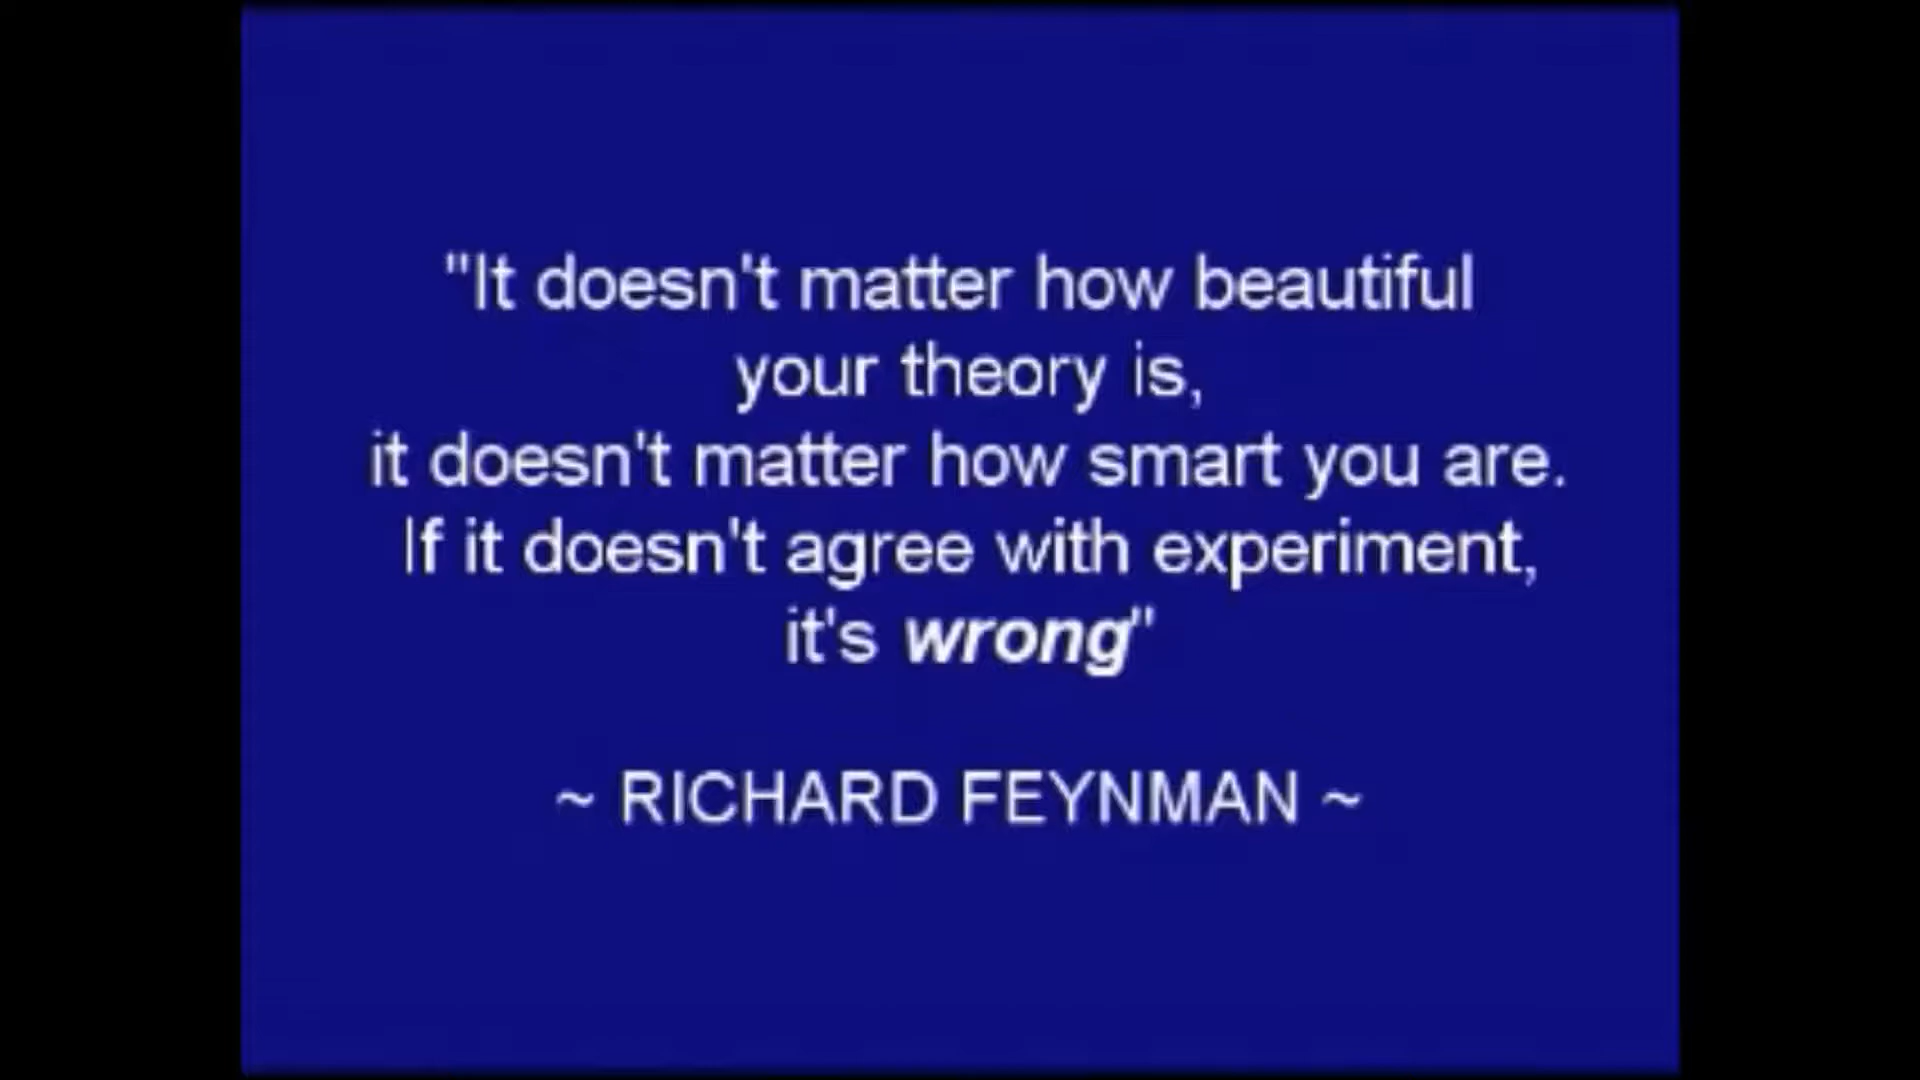 "It doesn't matter how beautiful
your theory is,
it doesn't matter how smart you are.
If it doesn't agree with experiment,
it's wrong"
~ RICHARD FEYNMAN ~